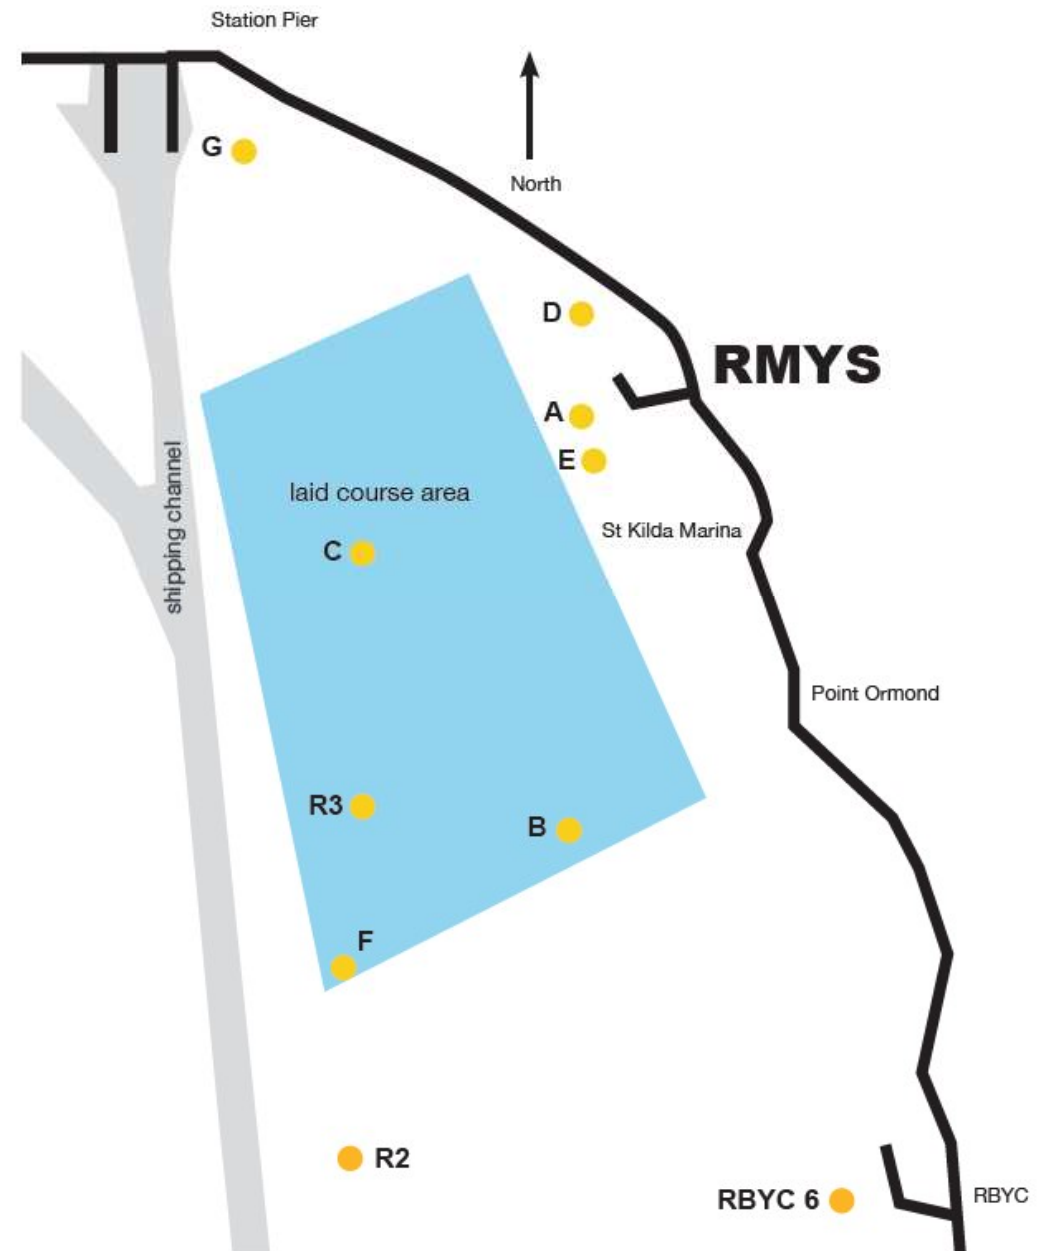 Station Pier
G
North
D
RMYS
A
E
laid course area
St Kilda Marina
shipping channel
C
Point Ormond
R3
B
F
R2
RBYC 6
RBYC